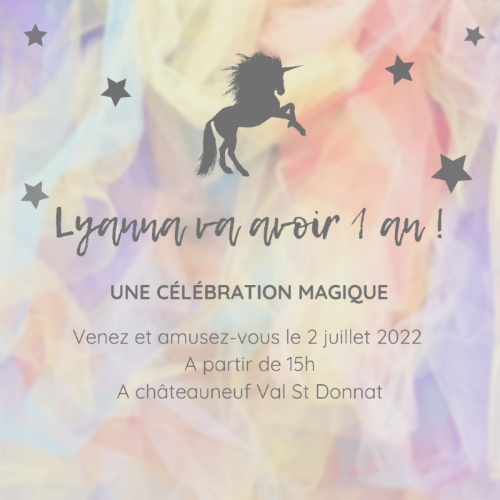 Lyanna va avoir 1 an !
UNE CÉLÉBRATION MAGIQUE
Venez et amusez-vous le 2 juillet 2022
A partir de 15h
A châteauneuf Val St Donnat